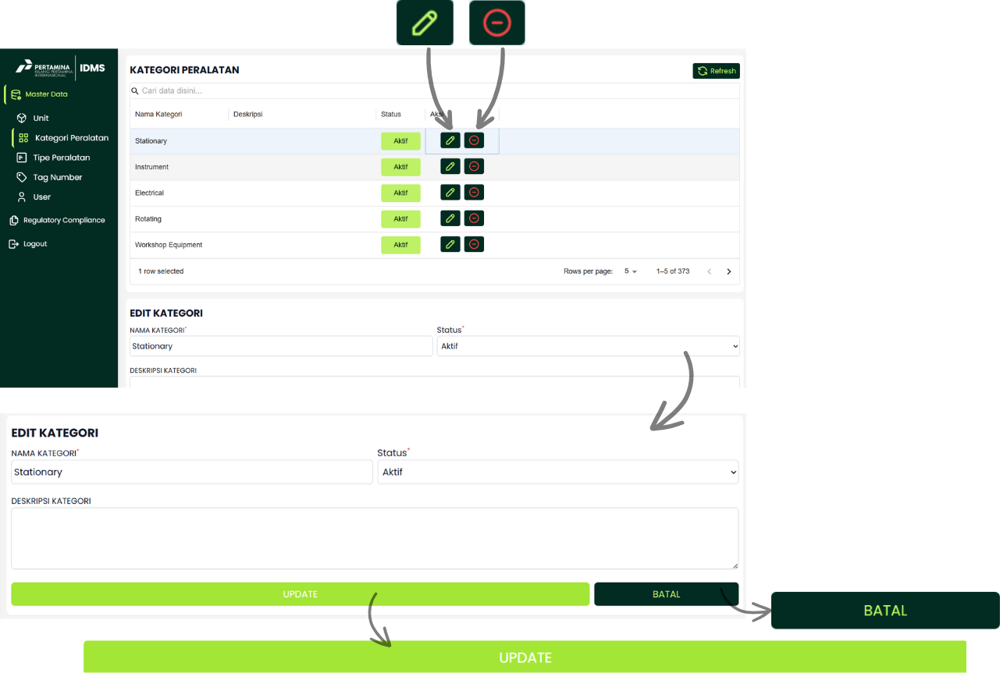 PERTAMINA
KILANG PERTAMINA
INTERNASIONAL
IDMS
Master Data
Unit
Kategori Peralatan
Tipe Peralatan
Tag Number
User
Regulatory Compliance
Logout
KATEGORI PERALATAN
Refresh
Cari data disini...
Nama Kategori Deskripsi Status Aksi
Stationary Aktif
Instrument Aktif
Electrical Aktif
Rotating Aktif
Workshop Equipment Aktif
1 row selected Rows per page: 5 1–5 of 373
EDIT KATEGORI
NAMA KATEGORI* Status*
Stationary Aktif
DESKRIPSI KATEGORI
EDIT KATEGORI
NAMA KATEGORI* Status*
Stationary Aktif
DESKRIPSI KATEGORI
UPDATE BATAL
BATAL
UPDATE